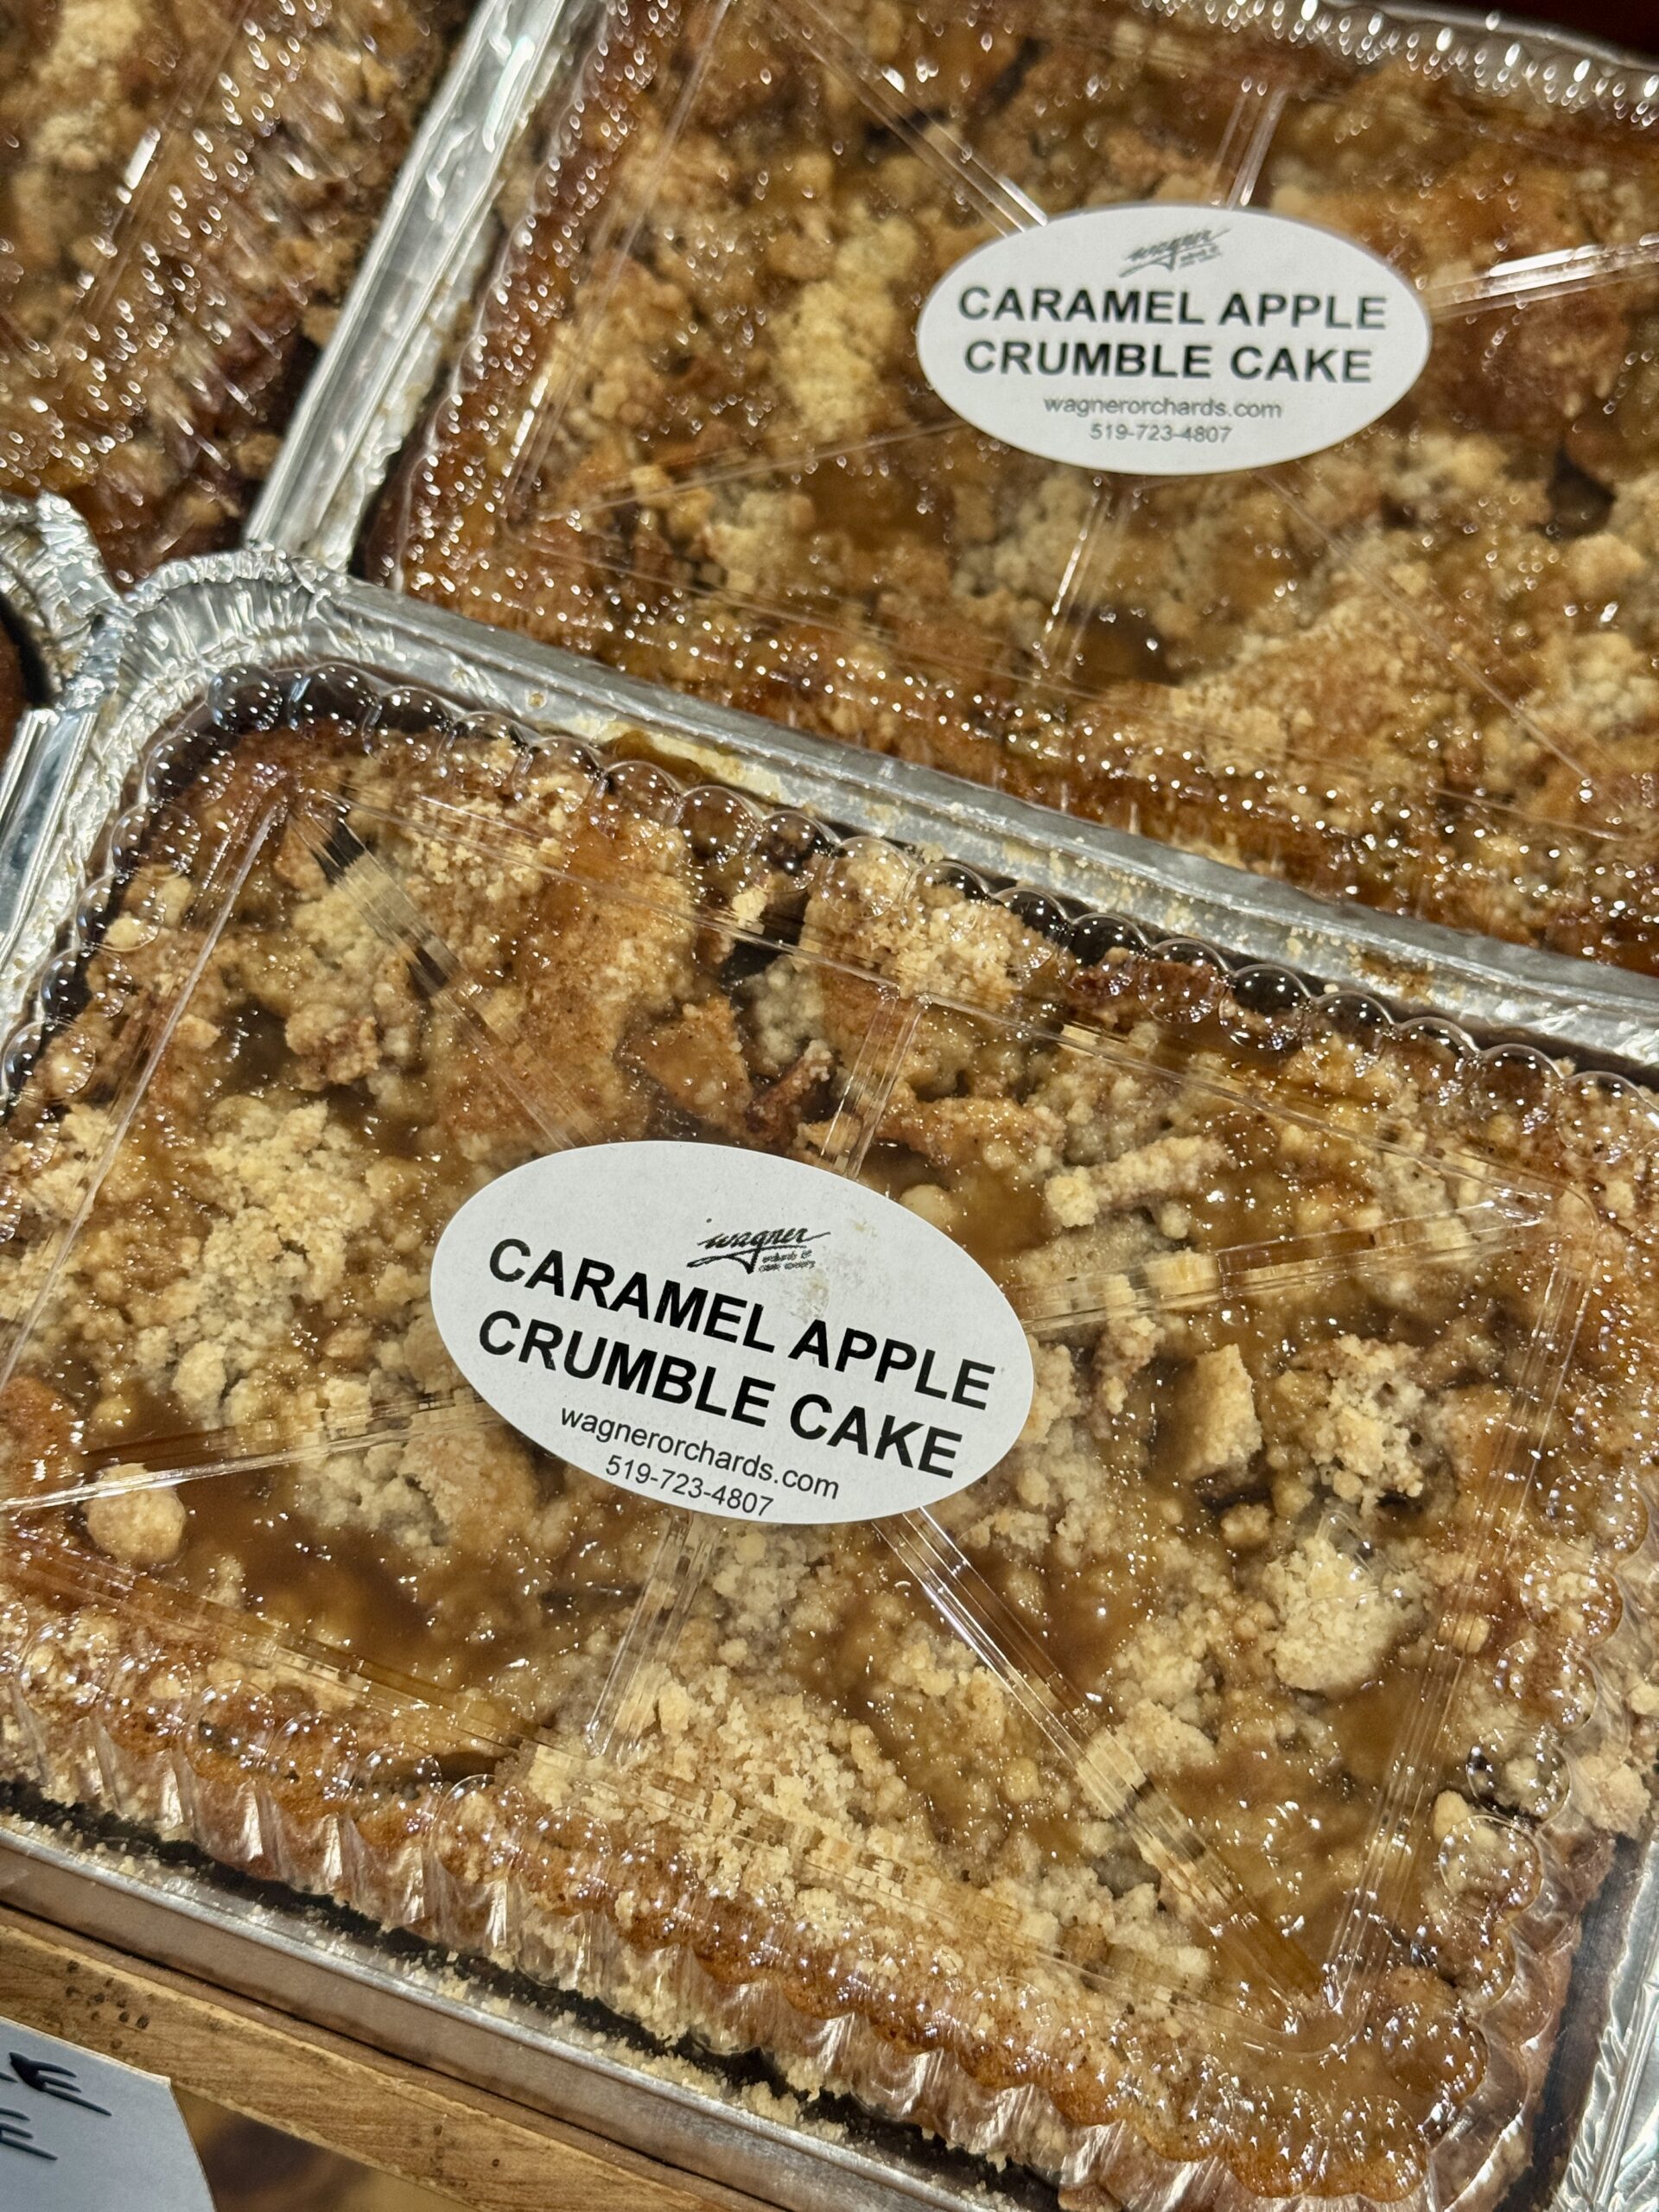 wagner
CARAMEL APPLE
CRUMBLE CAKE
wagnerorchards.com
519-723-4807
wagner
CARAMEL APPLE
CRUMBLE CAKE
wagnerorchards.com
519-723-4807